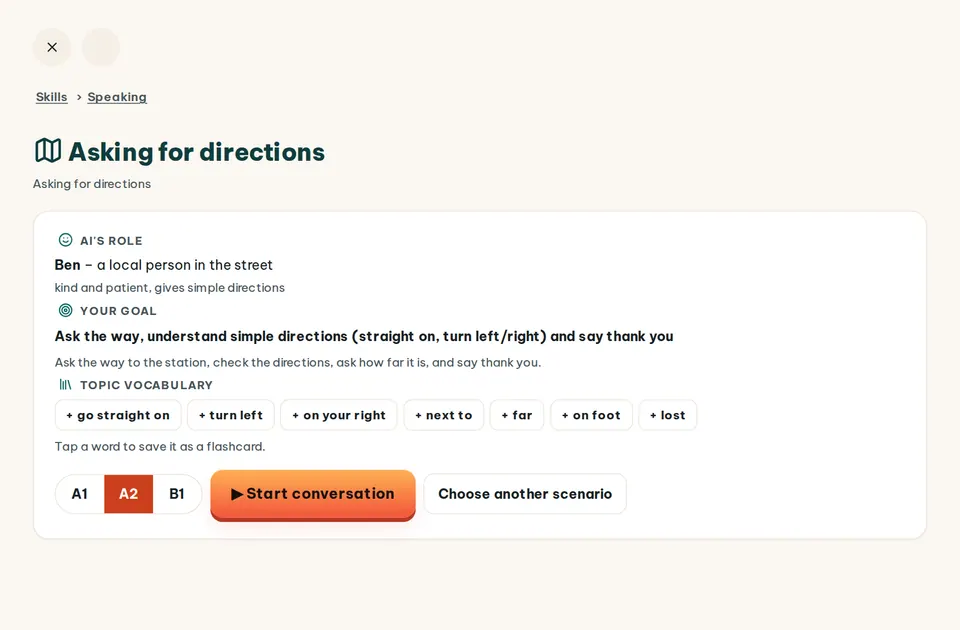 Skills > Speaking
Asking for directions
Asking for directions
AI'S ROLE
Ben – a local person in the street
kind and patient, gives simple directions
YOUR GOAL
Ask the way, understand simple directions (straight on, turn left/right) and say thank you
Ask the way to the station, check the directions, ask how far it is, and say thank you.
TOPIC VOCABULARY
+ go straight on + turn left + on your right + next to + far + on foot + lost
Tap a word to save it as a flashcard.
A1 A2 B1 ▶ Start conversation Choose another scenario